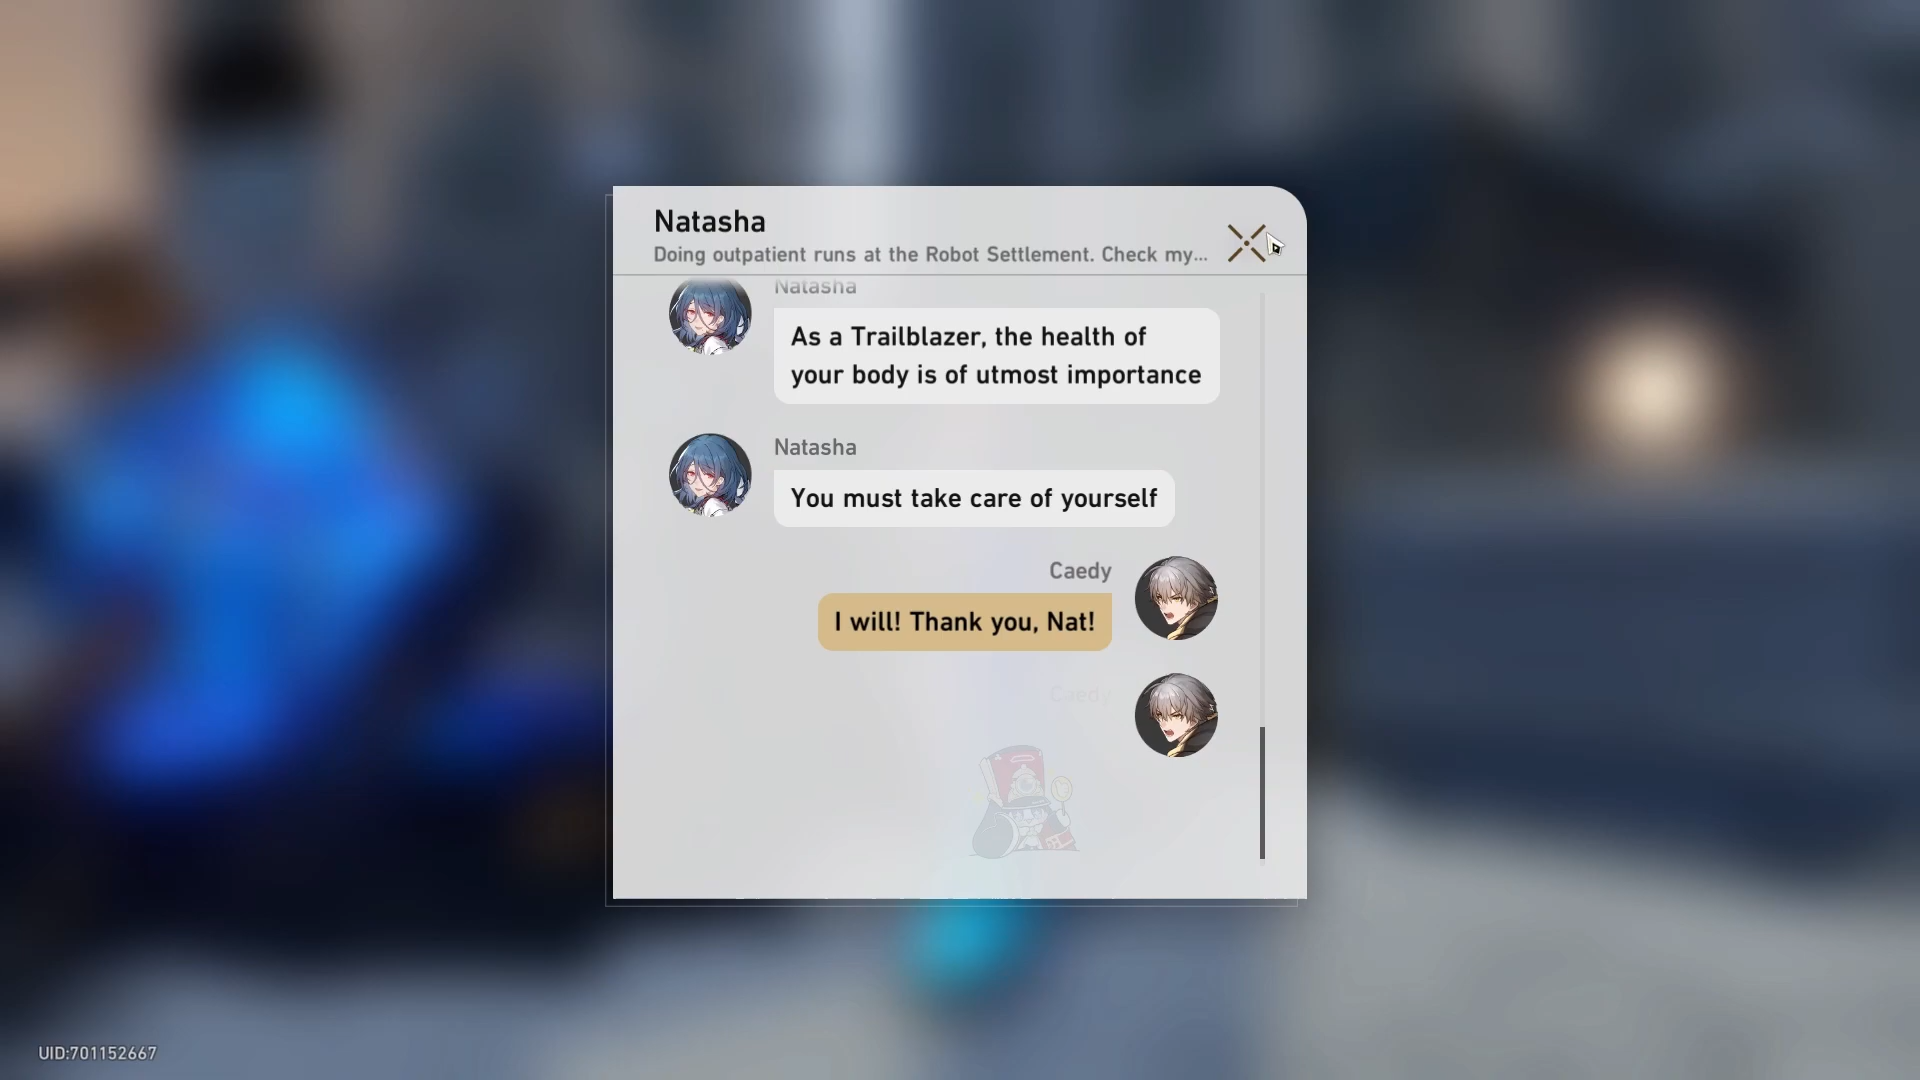 Natasha
Doing outpatient runs at the Robot Settlement. Check my...
Natasha
As a Trailblazer, the health of
your body is of utmost importance
Natasha
You must take care of yourself
Caedy
I will! Thank you, Nat!
Caedy
UID:701152667